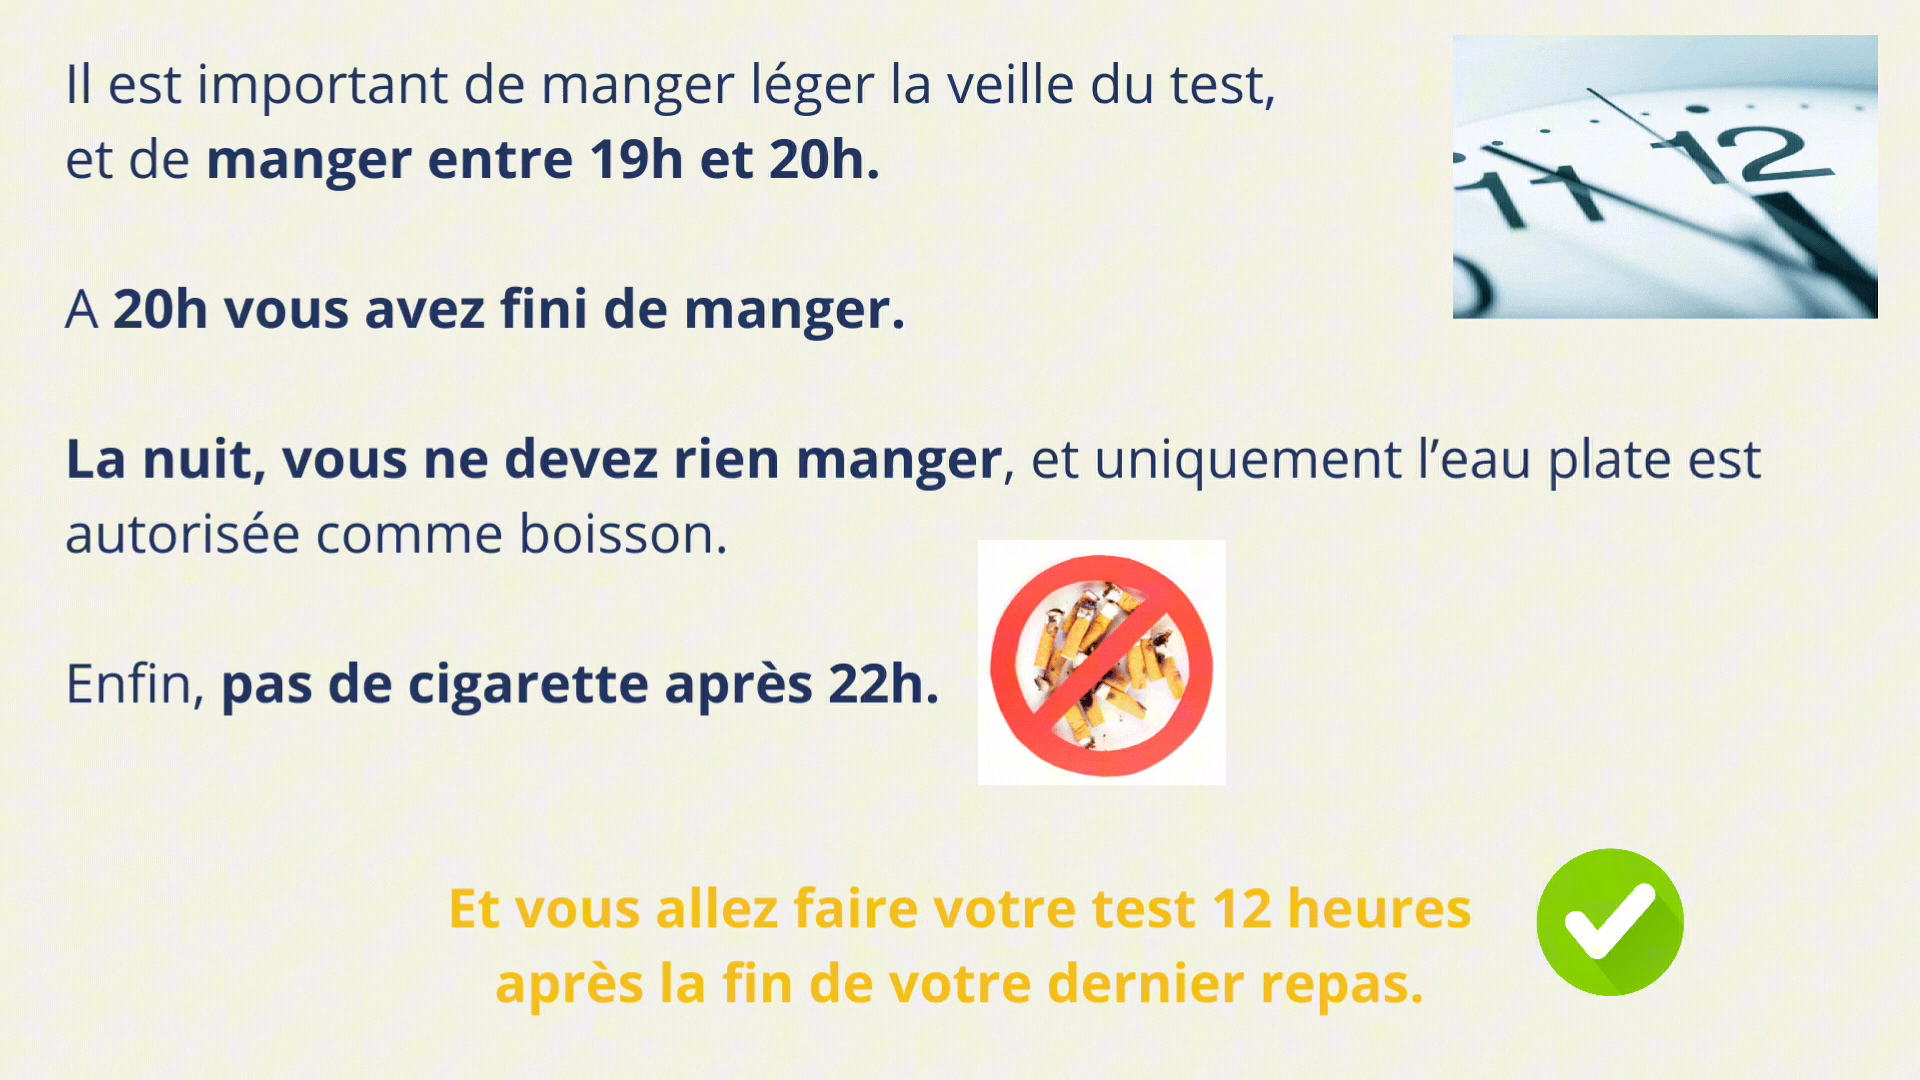 Il est important de manger léger la veille du test,
et de manger entre 19h et 20h.
A 20h vous avez fini de manger.
La nuit, vous ne devez rien manger, et uniquement l’eau plate est
autorisée comme boisson.
Enfin, pas de cigarette après 22h.
Et vous allez faire votre test 12 heures
après la fin de votre dernier repas.
12
11